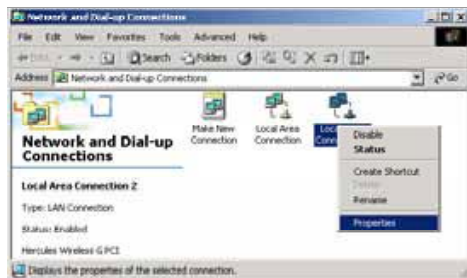 Network and Dial-up Connections
File Edit View Favorites Tools Advanced Help
Search Folders
Address Network and Dial-up Connections Go
Make New Connection
Local Area Connection
Network and Dial-up Connections
Local Area Connection 2
Type: LAN Connection
Status: Enabled
Hercules Wireless G PCI
Disable
Status
Create Shortcut
Delete
Rename
Properties
Displays the properties of the selected connection.